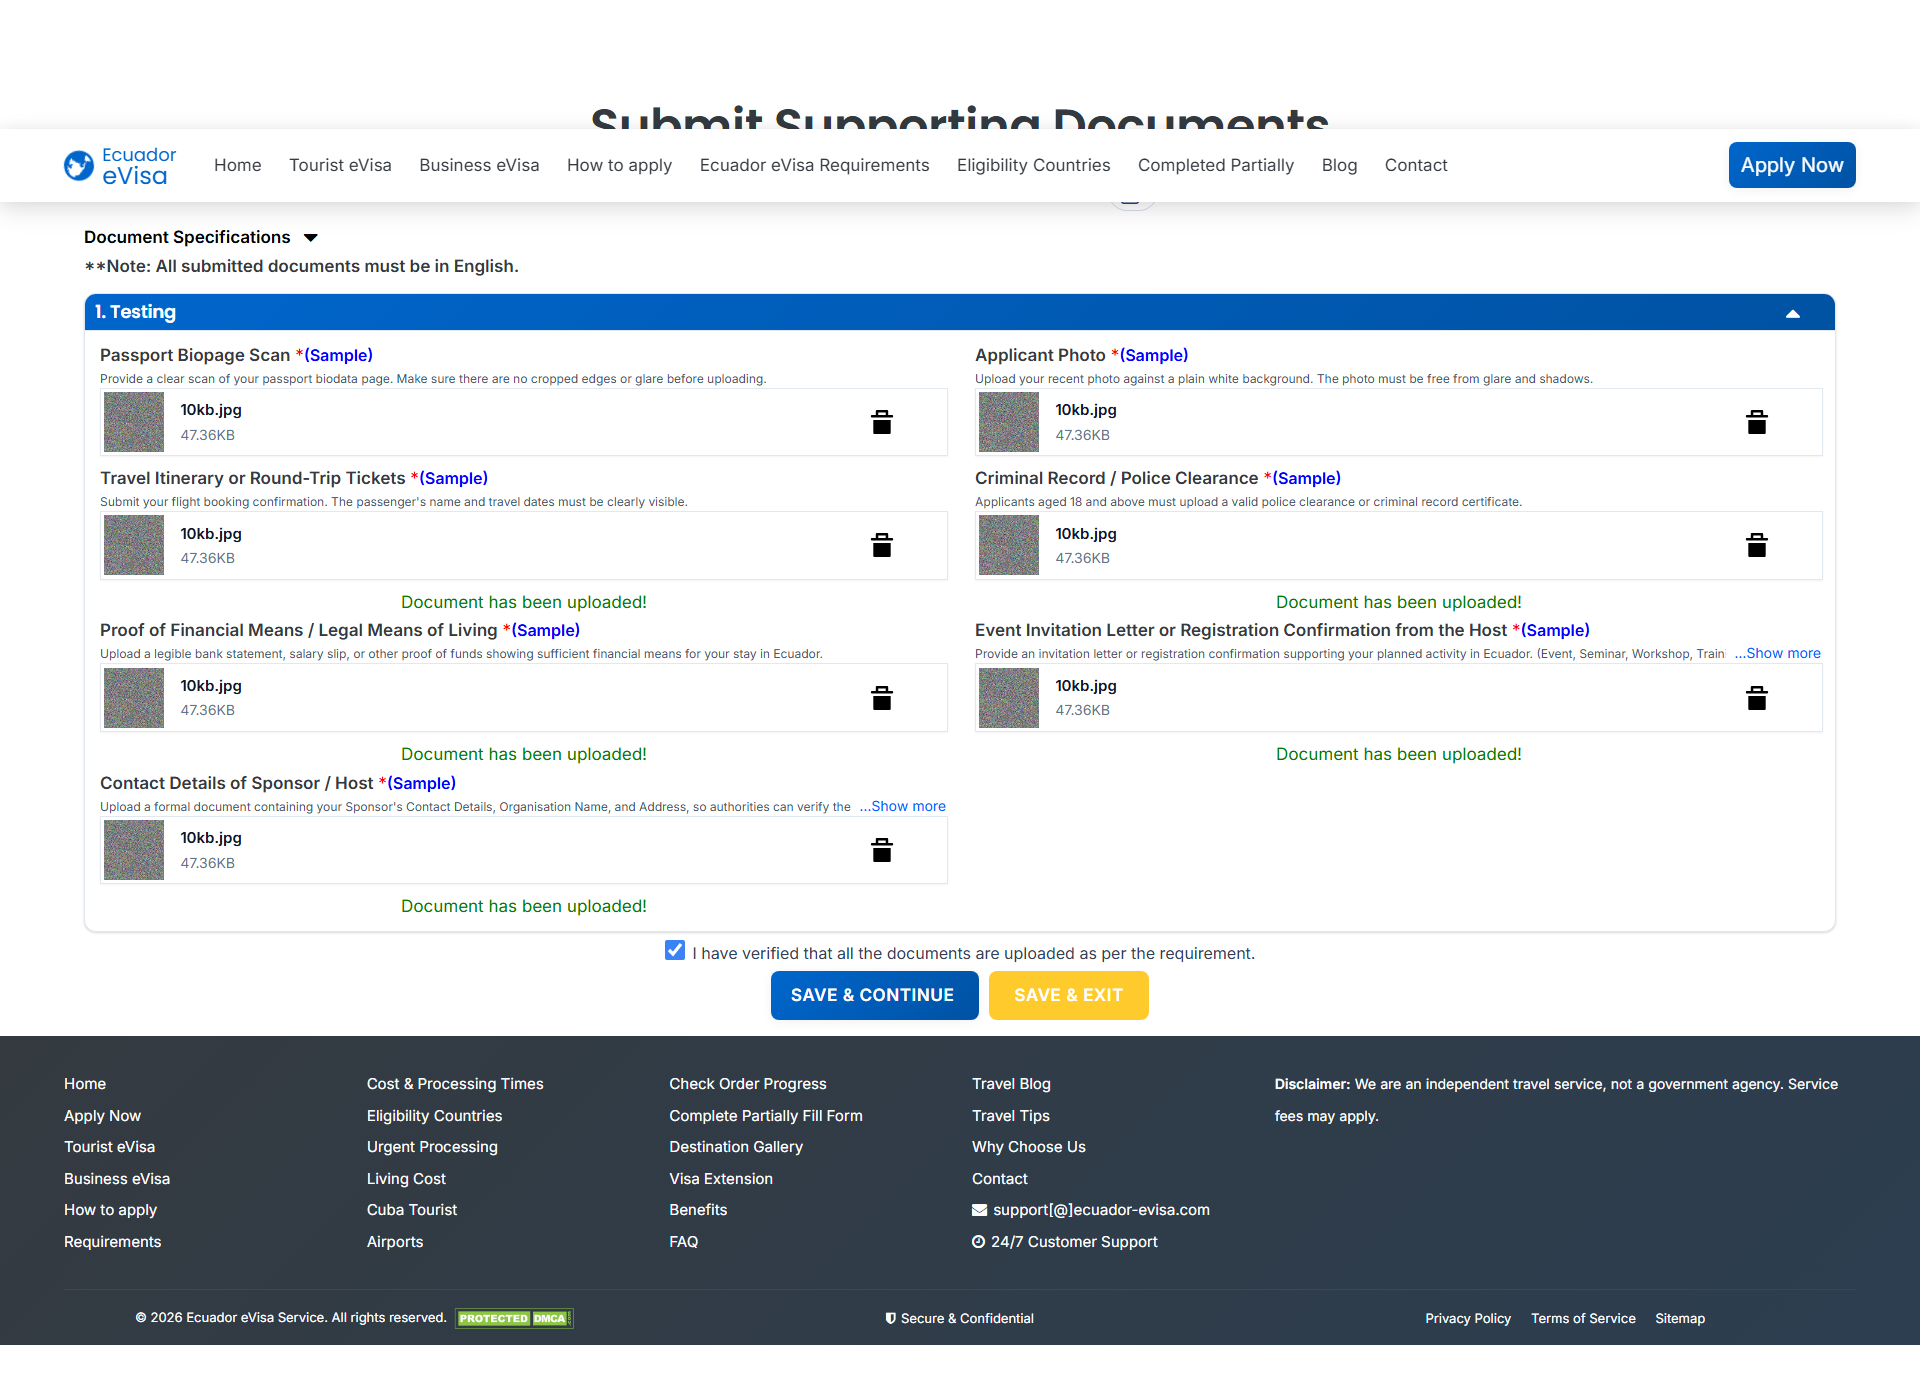 Submit Supporting Documents
Ecuador
eVisa
Home
Tourist eVisa
Business eVisa
How to apply
Ecuador eVisa Requirements
Eligibility Countries
Completed Partially
Blog
Contact
Apply Now
Document Specifications
**Note: All submitted documents must be in English.
1. Testing
Passport Biopage Scan *(Sample)
Provide a clear scan of your passport biodata page. Make sure there are no cropped edges or glare before uploading.
10kb.jpg
47.36KB
Applicant Photo *(Sample)
Upload your recent photo against a plain white background. The photo must be free from glare and shadows.
10kb.jpg
47.36KB
Travel Itinerary or Round-Trip Tickets *(Sample)
Submit your flight booking confirmation. The passenger's name and travel dates must be clearly visible.
10kb.jpg
47.36KB
Document has been uploaded!
Criminal Record / Police Clearance *(Sample)
Applicants aged 18 and above must upload a valid police clearance or criminal record certificate.
10kb.jpg
47.36KB
Document has been uploaded!
Proof of Financial Means / Legal Means of Living *(Sample)
Upload a legible bank statement, salary slip, or other proof of funds showing sufficient financial means for your stay in Ecuador.
10kb.jpg
47.36KB
Document has been uploaded!
Event Invitation Letter or Registration Confirmation from the Host *(Sample)
Provide an invitation letter or registration confirmation supporting your planned activity in Ecuador. (Event, Seminar, Workshop, Train ...Show more
10kb.jpg
47.36KB
Document has been uploaded!
Contact Details of Sponsor / Host *(Sample)
Upload a formal document containing your Sponsor's Contact Details, Organisation Name, and Address, so authorities can verify the ...Show more
10kb.jpg
47.36KB
Document has been uploaded!
I have verified that all the documents are uploaded as per the requirement.
SAVE & CONTINUE
SAVE & EXIT
Home
Apply Now
Tourist eVisa
Business eVisa
How to apply
Requirements
Cost & Processing Times
Eligibility Countries
Urgent Processing
Living Cost
Cuba Tourist
Airports
Check Order Progress
Complete Partially Fill Form
Destination Gallery
Visa Extension
Benefits
FAQ
Travel Blog
Travel Tips
Why Choose Us
Contact
support[@]ecuador-evisa.com
24/7 Customer Support
Disclaimer: We are an independent travel service, not a government agency. Service
fees may apply.
© 2026 Ecuador eVisa Service. All rights reserved.
PROTECTED DMCA
Secure & Confidential
Privacy Policy
Terms of Service
Sitemap